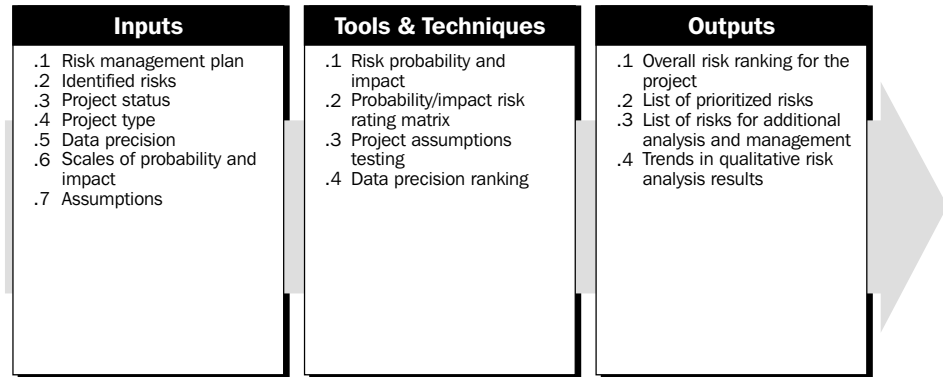 Inputs
.1 Risk management plan
.2 Identified risks
.3 Project status
.4 Project type
.5 Data precision
.6 Scales of probability and
impact
.7 Assumptions
Tools & Techniques
.1 Risk probability and
impact
.2 Probability/impact risk
rating matrix
.3 Project assumptions
testing
.4 Data precision ranking
Outputs
.1 Overall risk ranking for the
project
.2 List of prioritized risks
.3 List of risks for additional
analysis and management
.4 Trends in qualitative risk
analysis results